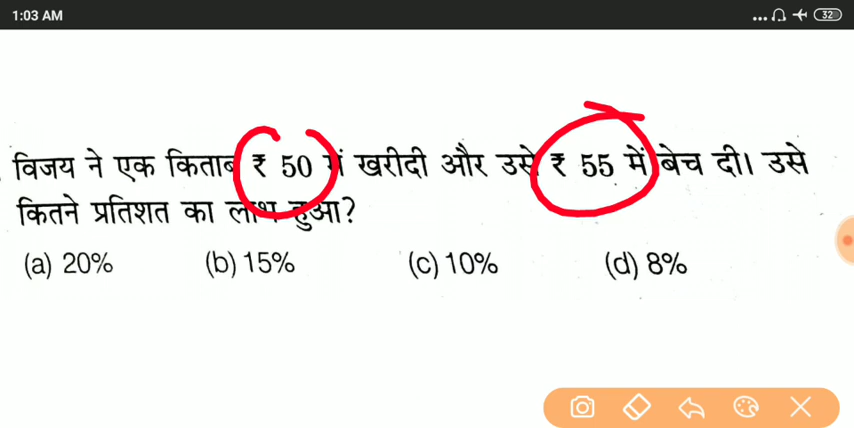 1:03 AM
32
विजय ने एक किताब ₹ 50 में खरीदी और उसे ₹ 55 में बेच दी। उसे
कितने प्रतिशत का लाभ हुआ?
(a) 20% (b) 15% (c) 10% (d) 8%